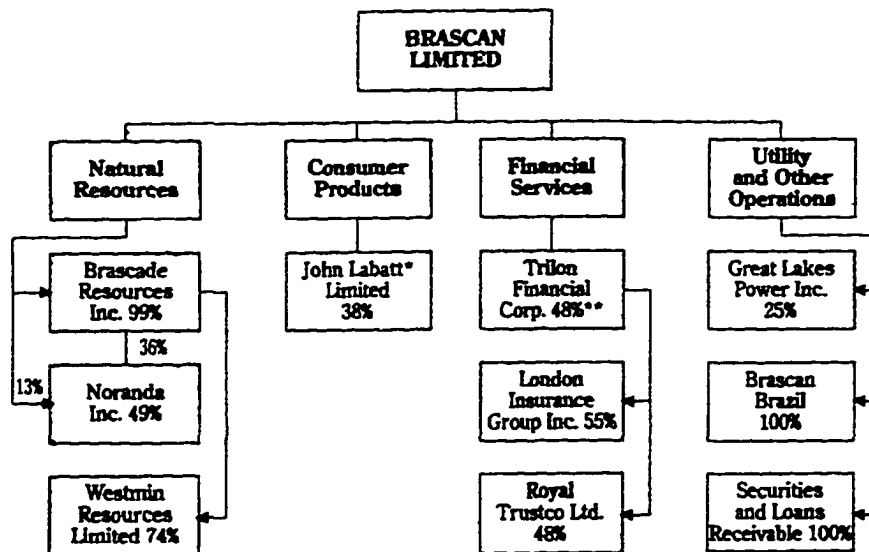 BRASCAN
LIMITED
Natural
Resources
Consumer
Products
Financial
Services
Utility
and Other
Operations
Brascade
Resources
Inc. 99%
John Labatt*
Limited
38%
Trilon
Financial
Corp. 48%**
Great Lakes
Power Inc.
25%
36%
13%
Noranda
Inc. 49%
London
Insurance
Group Inc. 55%
Brascan
Brazil
100%
Westmin
Resources
Limited 74%
Royal
Trustco Ltd.
48%
Securities
and Loans
Receivable 100%